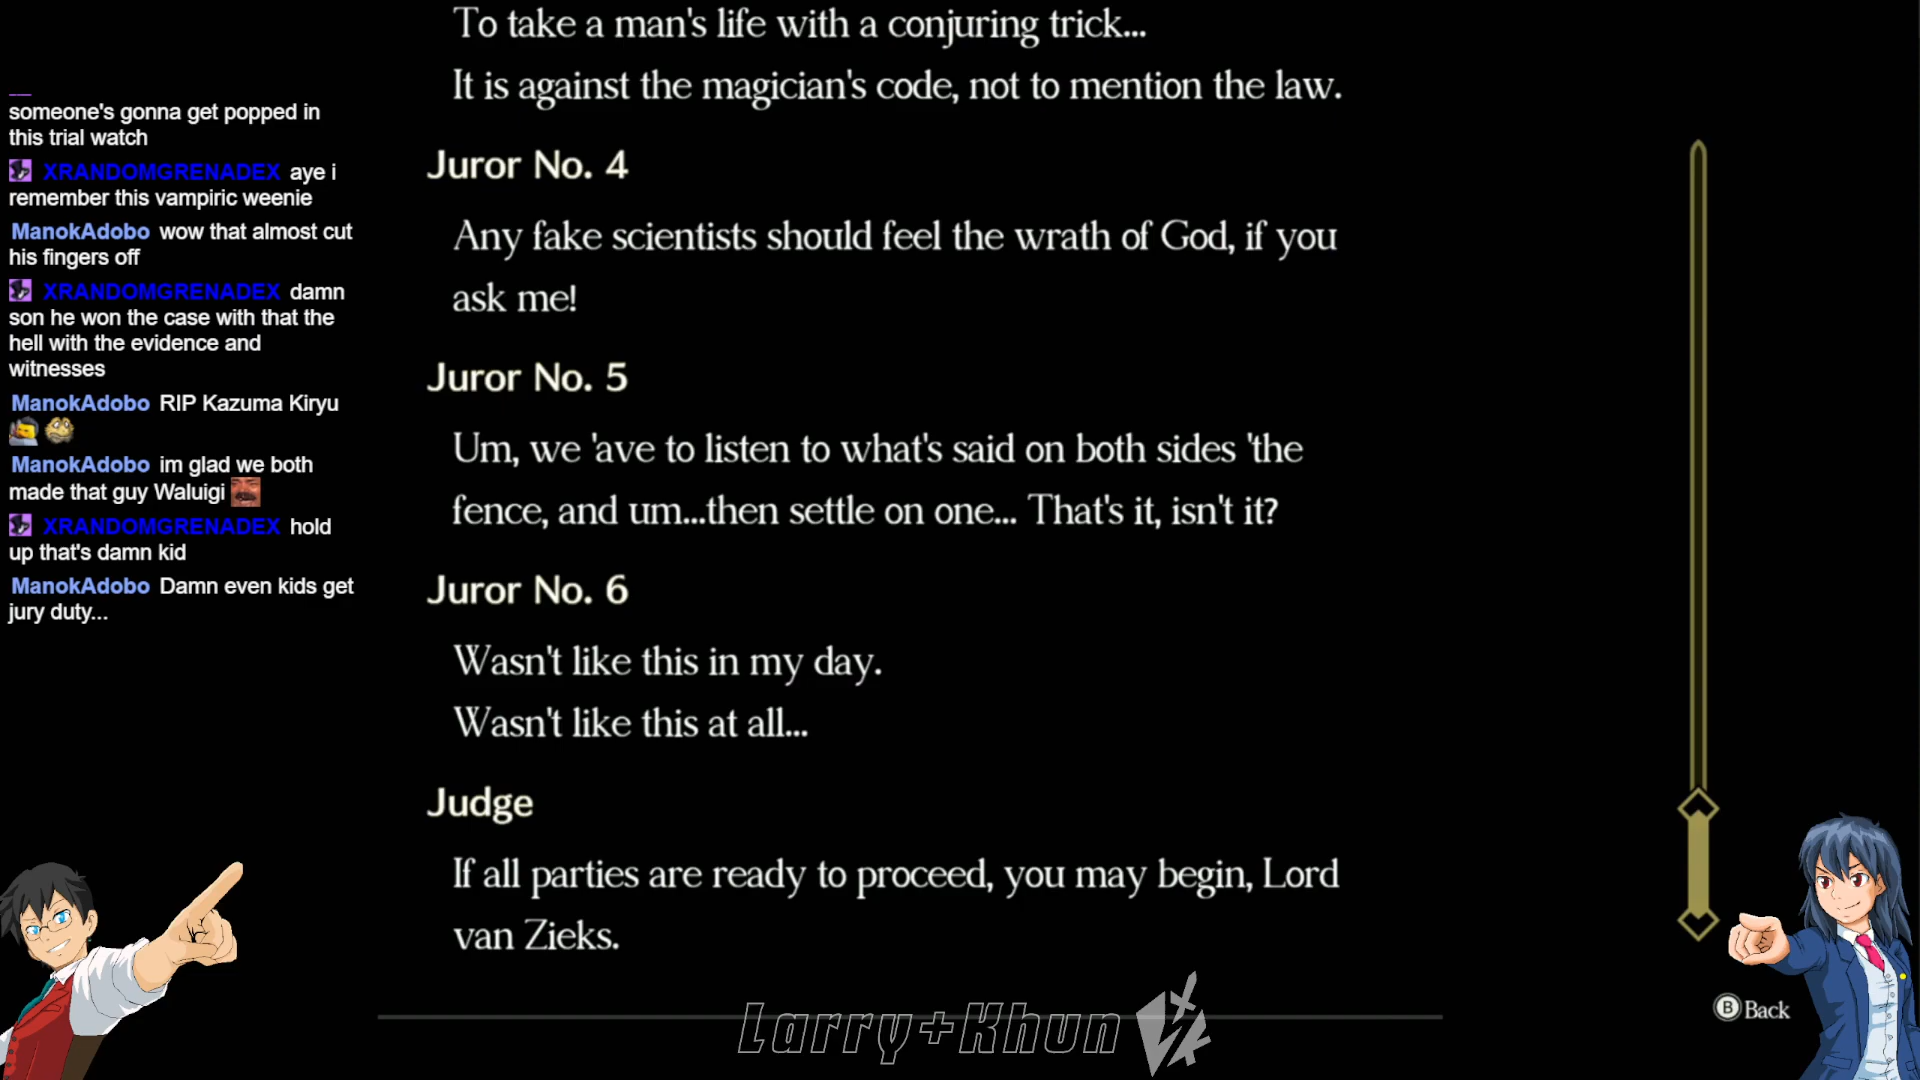 someone's gonna get popped in
this trial watch
XRANDOMGRENADEX aye i
remember this vampiric weenie
ManokAdobo wow that almost cut
his fingers off
XRANDOMGRENADEX damn
son he won the case with that the
hell with the evidence and
witnesses
ManokAdobo RIP Kazuma Kiryu
ManokAdobo im glad we both
made that guy Waluigi
XRANDOMGRENADEX hold
up that's damn kid
ManokAdobo Damn even kids get
jury duty...
To take a man's life with a conjuring trick...
It is against the magician's code, not to mention the law.
Juror No. 4
Any fake scientists should feel the wrath of God, if you
ask me!
Juror No. 5
Um, we 'ave to listen to what's said on both sides 'the
fence, and um...then settle on one... That's it, isn't it?
Juror No. 6
Wasn't like this in my day.
Wasn't like this at all...
Judge
If all parties are ready to proceed, you may begin, Lord
van Zieks.
Larry+Khun
B Back